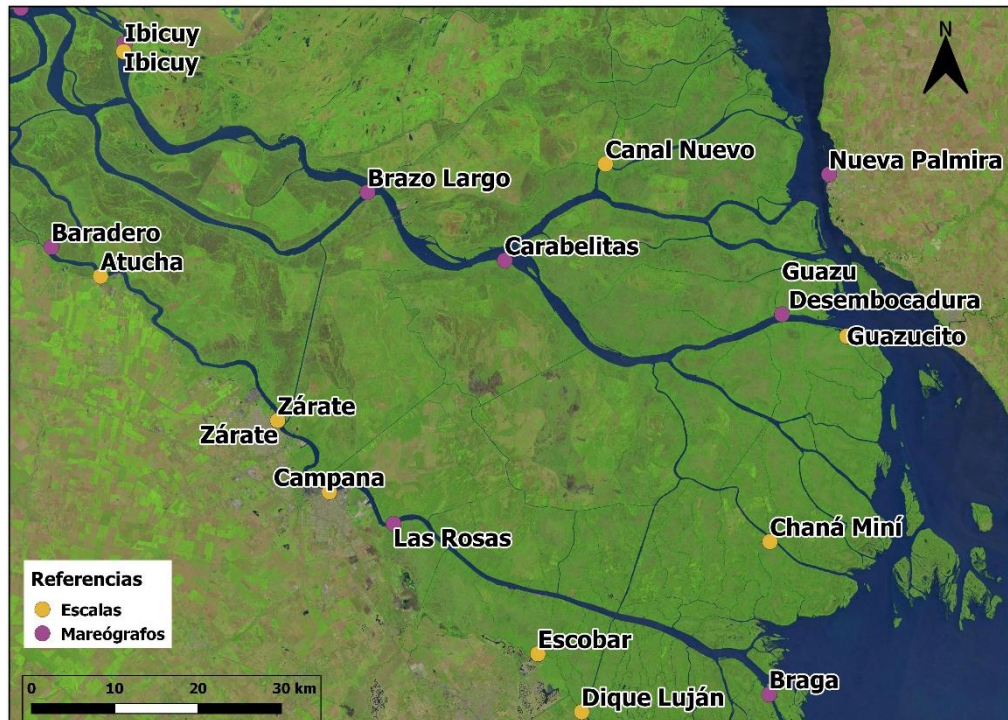 Ibicuy
Ibicuy
N
Canal Nuevo
Nueva Palmira
Brazo Largo
Baradero
Atucha
Carabelitas
Guazu
Desembocadura
Guazucito
Zárate
Zárate
Campana
Las Rosas
Chaná Miní
Referencias
Escalas
Mareógrafos
Escobar
Dique Luján
Braga
0 10 20 30 km